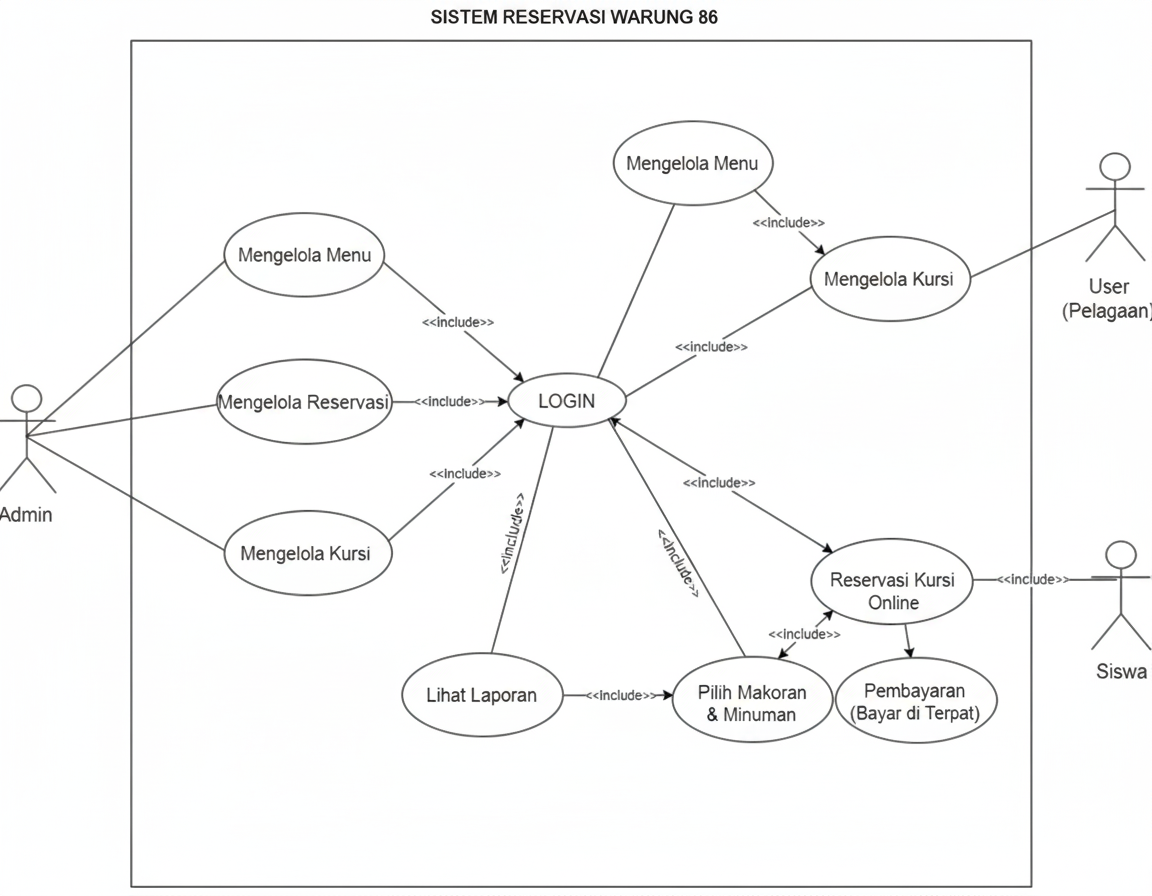 SISTEM RESERVASI WARUNG 86
Mengelola Menu
<<include>>
Mengelola Kursi
User
(Pelagaan)
Mengelola Menu
<<include>>
<<include>>
Mengelola Reservasi
<<include>>
LOGIN
Admin
Mengelola Kursi
<<include>>
<<include>>
<<include>>
<<include>>
Reservasi Kursi
Online
<<include>>
Siswa
<<include>>
Lihat Laporan
<<include>>
Pilih Makoran
& Minuman
Pembayaran
(Bayar di Terpat)